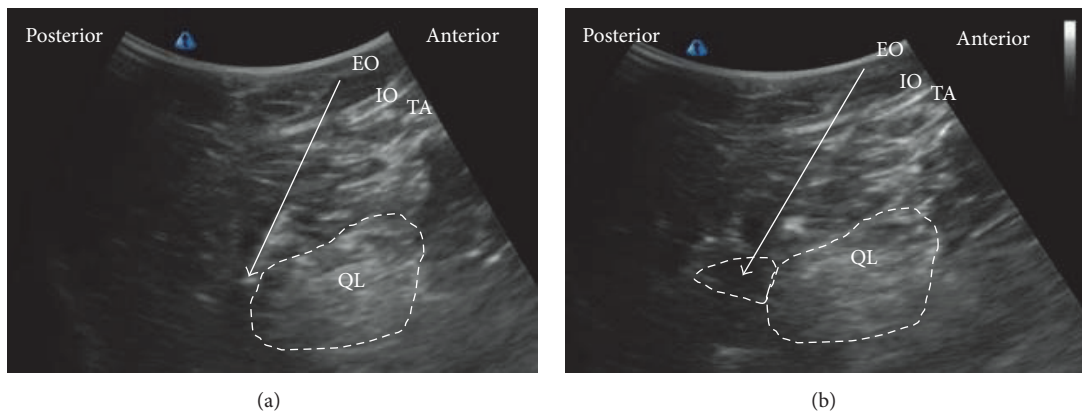 Posterior
Anterior
EO
IO
TA
QL
(a)
Posterior
Anterior
EO
IO
TA
QL
(b)